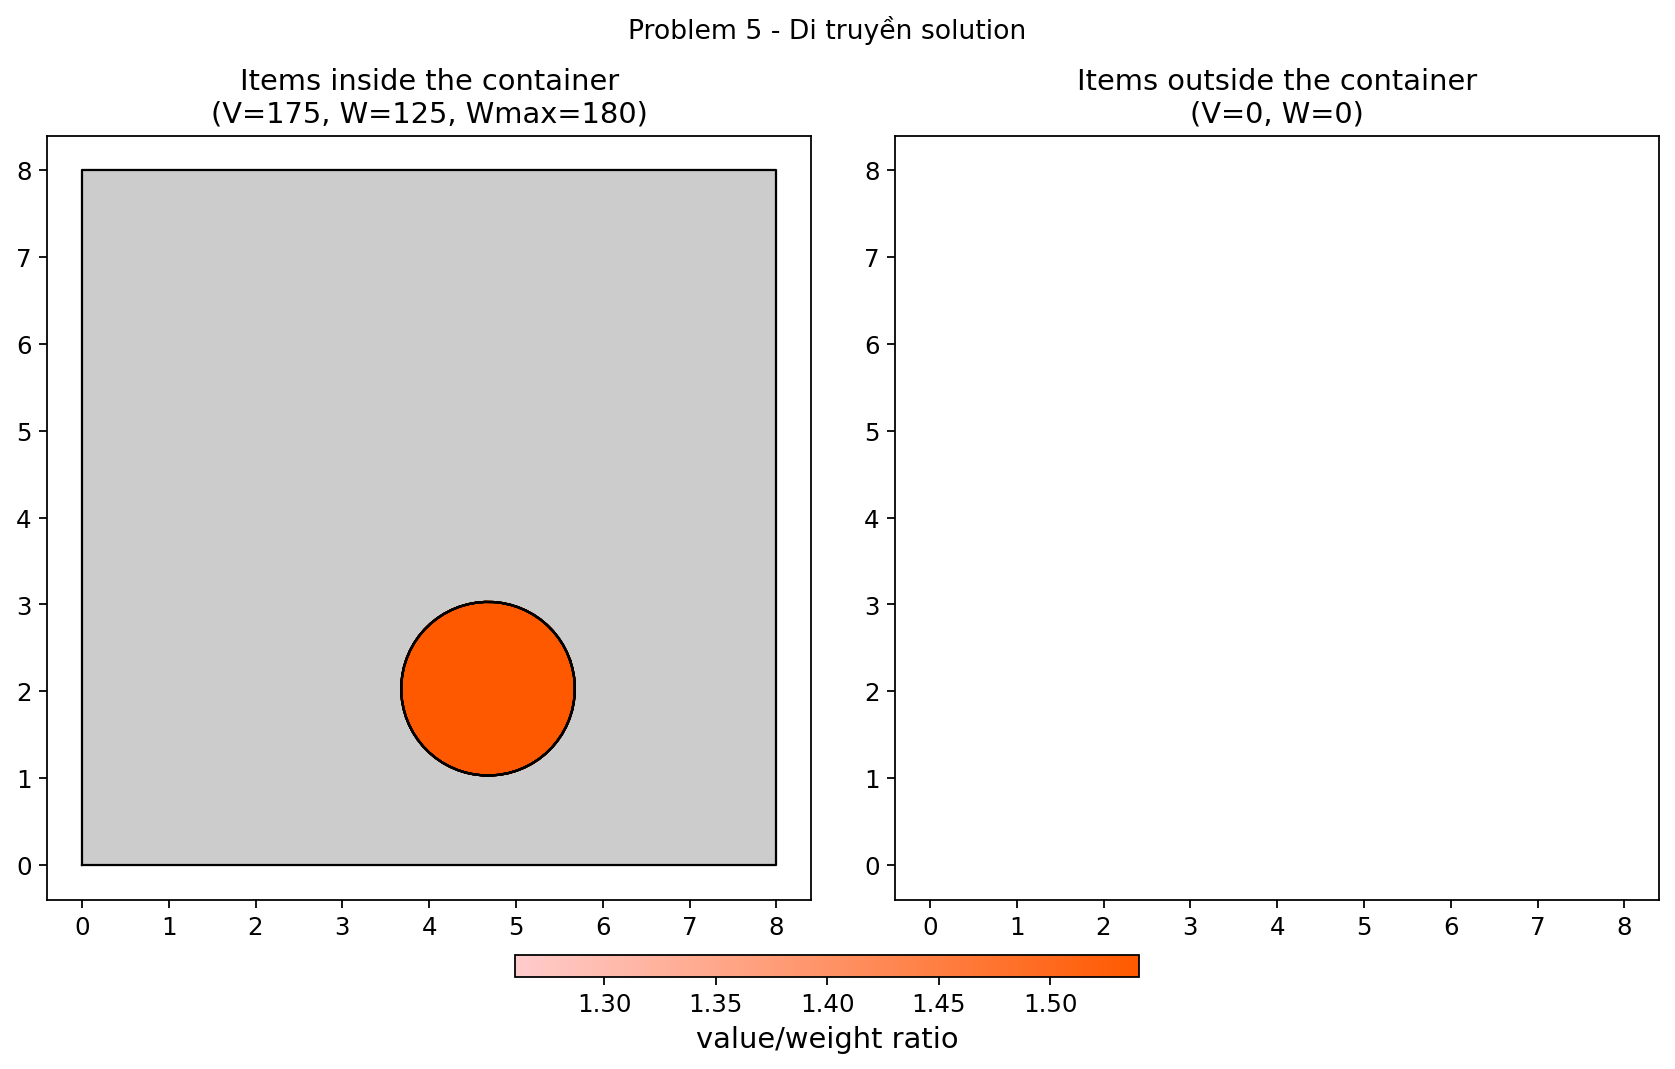 Problem 5 - Di truyền solution
Items inside the container
(V=175, W=125, Wmax=180)
8
7
6
5
4
3
2
1
0
0 1 2 3 4 5 6 7 8
Items outside the container
(V=0, W=0)
8
7
6
5
4
3
2
1
0
0 1 2 3 4 5 6 7 8
1.30 1.35 1.40 1.45 1.50
value/weight ratio